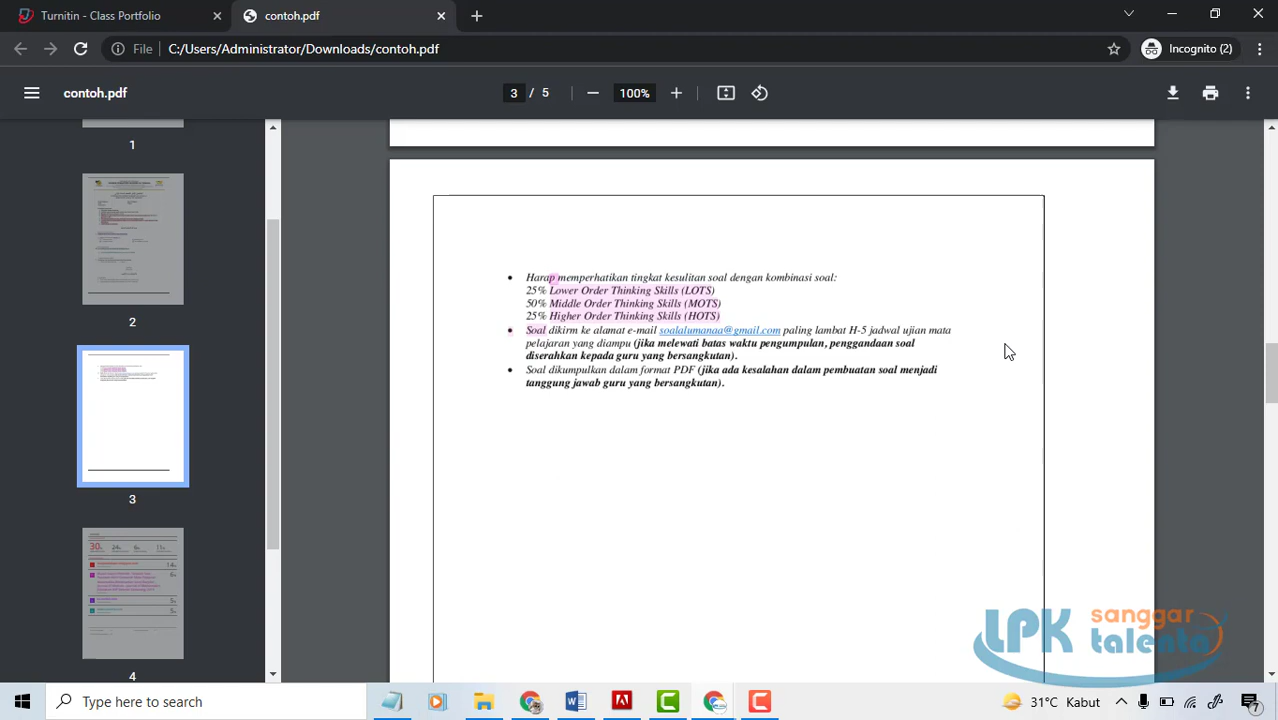 Turnitin - Class Portfolio
contoh.pdf
File
C:/Users/Administrator/Downloads/contoh.pdf
Incognito (2)
contoh.pdf
3 / 5
100%
1
2
30
3
4
• Harap memperhatikan tingkat kesulitan soal dengan kombinasi soal:
25% Lower Order Thinking Skills (LOTS)
50% Middle Order Thinking Skills (MOTS)
25% Higher Order Thinking Skills (HOTS)
• Soal dikirm ke alamat e-mail soalalumanaa@gmail.com paling lambat H-5 jadwal ujian mata
pelajaran yang diampu (jika melewati batas waktu pengumpulan, penggandaan soal
diserahkan kepada guru yang bersangkutan).
• Soal dikumpulkan dalam format PDF (jika ada kesalahan dalam pembuatan soal menjadi
tanggung jawab guru yang bersangkutan).
LPK sanggar
talenta
Type here to search
31°C Kabut
7